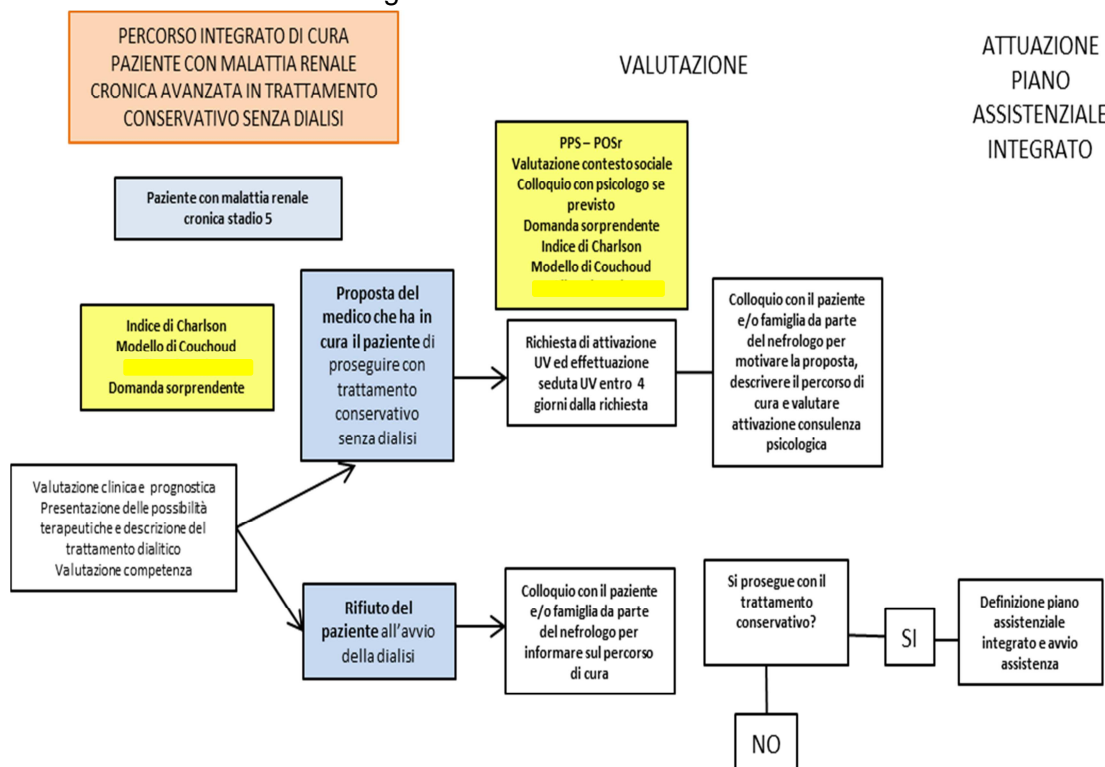 PERCORSO INTEGRATO DI CURA
PAZIENTE CON MALATTIA RENALE
CRONICA AVANZATA IN TRATTAMENTO
CONSERVATIVO SENZA DIALISI
VALUTAZIONE
ATTUAZIONE
PIANO
ASSISTENZIALE
INTEGRATO
Paziente con malattia renale
cronica stadio 5
PPS – POSr
Valutazione contesto sociale
Colloquio con psicologo se
previsto
Domanda sorprendente
Indice di Charlson
Modello di Couchoud
Indice di Charlson
Modello di Couchoud
Domanda sorprendente
Proposta del
medico che ha in
cura il paziente di
proseguire con
trattamento
conservativo
senza dialisi
Richiesta di attivazione
UV ed effettuazione
seduta UV entro 4
giorni dalla richiesta
Colloquio con il paziente
e/o famiglia da parte
del nefrologo per
motivare la proposta,
descrivere il percorso di
cura e valutare
attivazione consulenza
psicologica
Valutazione clinica e prognostica
Presentazione delle possibilità
terapeutiche e descrizione del
trattamento dialitico
Valutazione competenza
Rifiuto del
paziente all'avvio
della dialisi
Colloquio con il paziente
e/o famiglia da parte
del nefrologo per
informare sul percorso
di cura
Si prosegue con il
trattamento
conservativo?
SI
Definizione piano
assistenziale
integrato e avvio
assistenza
NO